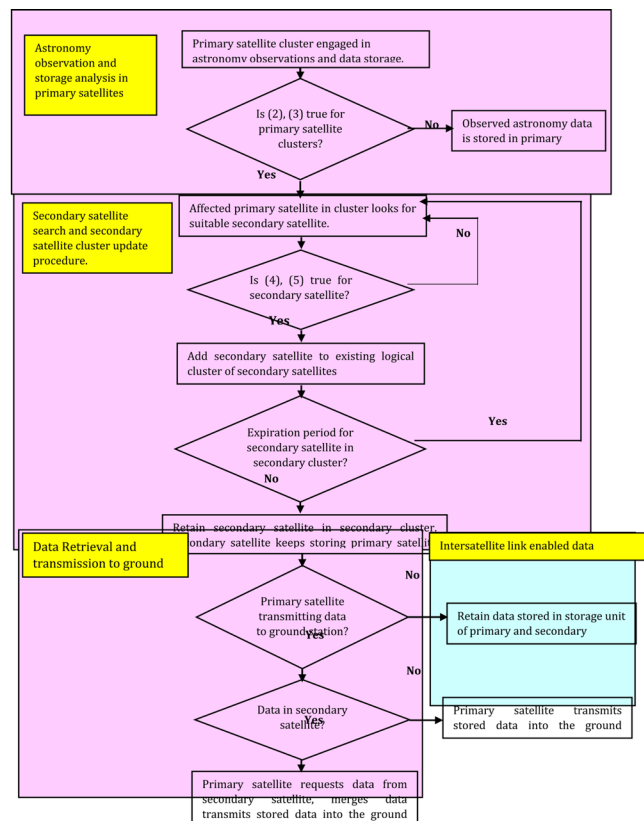 Astronomy
observation and
storage analysis in
primary satellites
Primary satellite cluster engaged in
astronomy observations and data storage.
Is (2), (3) true for
primary satellite
clusters?
No
Observed astronomy data
is stored in primary
Yes
Secondary satellite
search and secondary
satellite cluster update
procedure.
Affected primary satellite in cluster looks for
suitable secondary satellite.
No
Is (4), (5) true for
secondary satellite?
Yes
Add secondary satellite to existing logical
cluster of secondary satellites
Expiration period for
secondary satellite in
secondary cluster?
Yes
No
Retain secondary satellite in secondary cluster.
satellite keeps storing primary
Data Retrieval and
transmission to ground
Intersatellite link enabled data
No
Primary satellite
transmitting data
to ground station?
Yes
Retain data stored in storage unit
of primary and secondary
No
Data in secondary
satellite?
Yes
Primary satellite transmits
stored data into the ground
Primary satellite requests data from
secondary satellite, merges data
transmits stored data into the ground